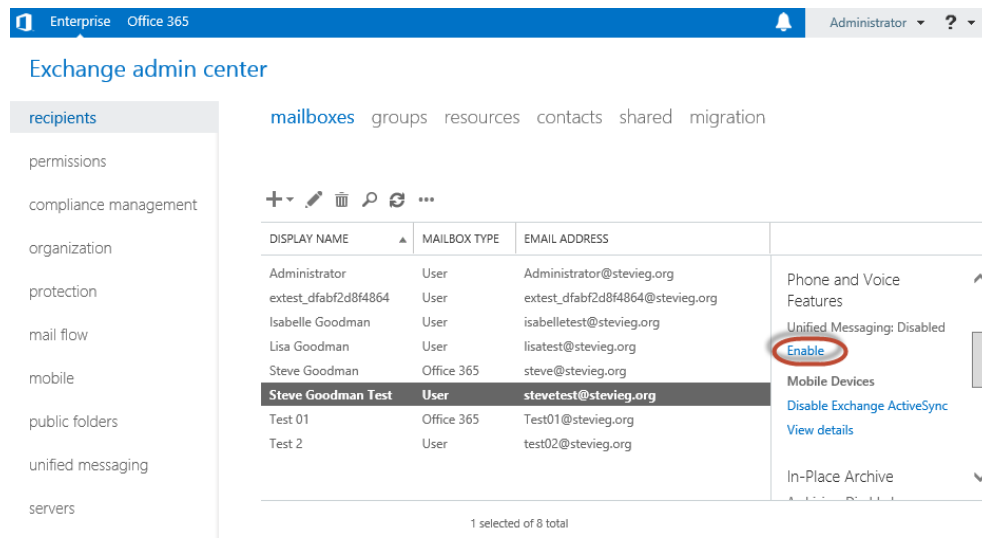 Enterprise Office 365
Administrator ?
Exchange admin center
recipients
permissions
compliance management
organization
protection
mail flow
mobile
public folders
unified messaging
servers
mailboxes groups resources contacts shared migration
DISPLAY NAME MAILBOX TYPE EMAIL ADDRESS
Administrator User Administrator@stevieg.org
extest_dfabf2d8f4864 User extest_dfabf2d8f4864@stevieg.org
Isabelle Goodman User isabelletest@stevieg.org
Lisa Goodman User lisatest@stevieg.org
Steve Goodman Office 365 steve@stevieg.org
Steve Goodman Test User stevetest@stevieg.org
Test 01 Office 365 Test01@stevieg.org
Test 2 User test02@stevieg.org
1 selected of 8 total
Phone and Voice
Features
Unified Messaging: Disabled
Enable
Mobile Devices
Disable Exchange ActiveSync
View details
In-Place Archive